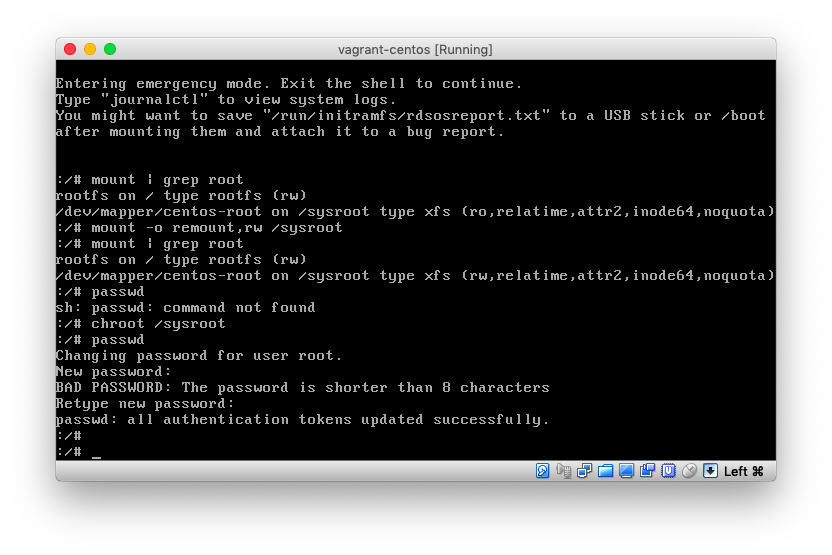 vagrant-centos [Running]
Entering emergency mode. Exit the shell to continue.
Type "journalctl" to view system logs.
You might want to save "/run/initramfs/rdsosreport.txt" to a USB stick or /boot
after mounting them and attach it to a bug report.
:/# mount | grep root
rootfs on / type rootfs (rw)
/dev/mapper/centos-root on /sysroot type xfs (ro,relatime,attr2,inode64,noquota)
:/# mount -o remount,rw /sysroot
:/# mount | grep root
rootfs on / type rootfs (rw)
/dev/mapper/centos-root on /sysroot type xfs (rw,relatime,attr2,inode64,noquota)
:/# passwd
sh: passwd: command not found
:/# chroot /sysroot
:/# passwd
Changing password for user root.
New password:
BAD PASSWORD: The password is shorter than 8 characters
Retype new password:
passwd: all authentication tokens updated successfully.
:/#
:/# _
Left ⌘